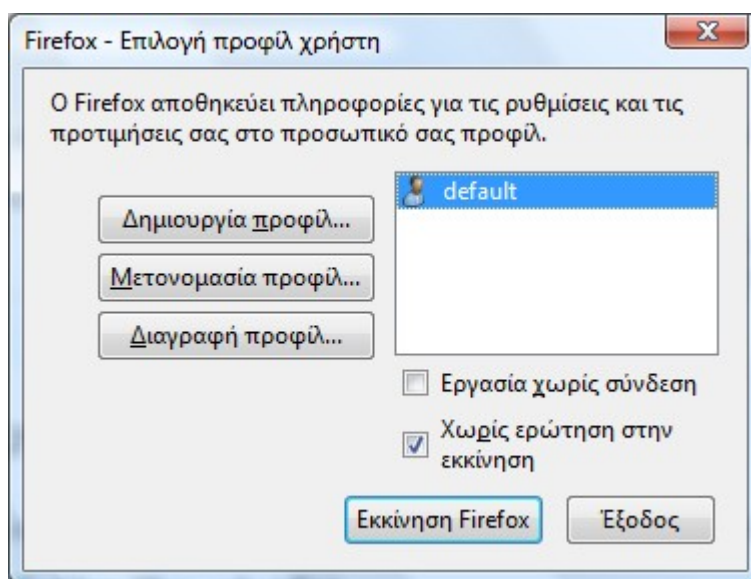 Firefox - Επιλογή προφίλ χρήστη
Ο Firefox αποθηκεύει πληροφορίες για τις ρυθμίσεις και τις
προτιμήσεις σας στο προσωπικό σας προφίλ.
Δημιουργία προφίλ...
Μετονομασία προφίλ...
Διαγραφή προφίλ...
default
Εργασία χωρίς σύνδεση
Χωρίς ερώτηση στην
εκκίνηση
Εκκίνηση Firefox
Έξοδος